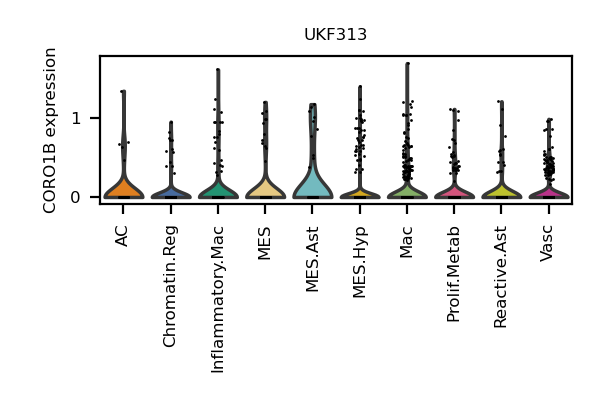 UKF313
CORO1B expression
1
0
AC
Chromatin.Reg
Inflammatory.Mac
MES
MES.Ast
MES.Hyp
Mac
Prolif.Metab
Reactive.Ast
Vasc